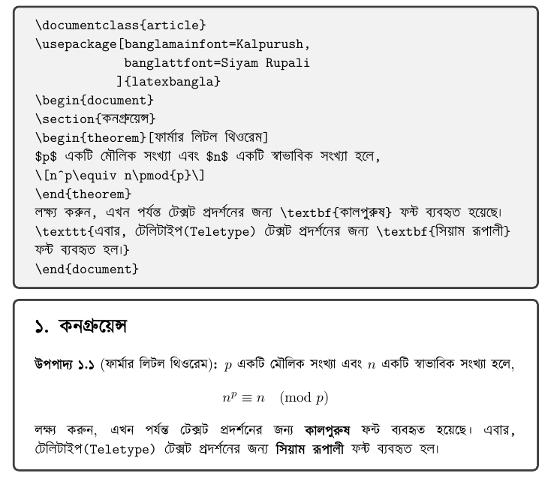 \documentclass{article}
\usepackage[banglamainfont=Kalpurush,
banglattfont=Siyam Rupali
]{latexbangla}
\begin{document}
\section{কনগ্রুয়েন্স}
\begin{theorem}[ফার্মার লিটল থিওরেম]
$p$ একটি মৌলিক সংখ্যা এবং $n$ একটি স্বাভাবিক সংখ্যা হলে,
\[n^p\equiv n\pmod{p}\]
\end{theorem}
লক্ষ্য করুন, এখন পর্যন্ত টেক্সট প্রদর্শনের জন্য \textbf{কালপুরুষ} ফন্ট ব্যবহৃত হয়েছে।
\texttt{এবার, টেলিটাইপ(Teletype) টেক্সট প্রদর্শনের জন্য \textbf{সিয়াম রূপালী}
ফন্ট ব্যবহৃত হল।}
\end{document}
১. কনগ্রুয়েন্স
উপপাদ্য ১.১ (ফার্মার লিটল থিওরেম): p একটি মৌলিক সংখ্যা এবং n একটি স্বাভাবিক সংখ্যা হলে,
n^p ≡ n (mod p)
লক্ষ্য করুন, এখন পর্যন্ত টেক্সট প্রদর্শনের জন্য কালপুরুষ ফন্ট ব্যবহৃত হয়েছে। এবার,
টেলিটাইপ(Teletype) টেক্সট প্রদর্শনের জন্য সিয়াম রূপালী ফন্ট ব্যবহৃত হল।